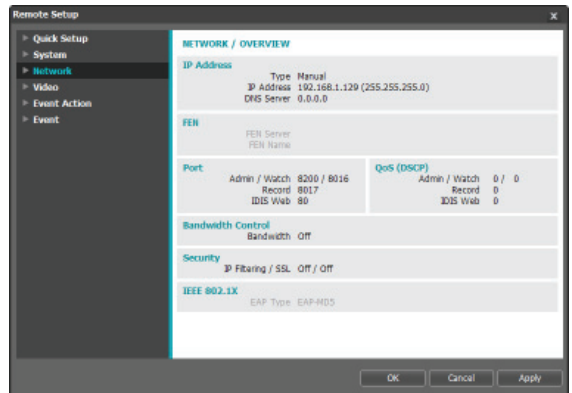 Remote Setup
x
Quick Setup
System
Network
Video
Event Action
Event
NETWORK / OVERVIEW
IP Address
Type Manual
IP Address 192.168.1.129 (255.255.255.0)
DNS Server 0.0.0.0
FEN
FEN Server
FEN Name
Port
Admin / Watch 8200 / 8016
Record 8017
IDIS Web 80
QoS (DSCP)
Admin / Watch 0 / 0
Record 0
IDIS Web 0
Bandwidth Control
Bandwidth Off
Security
IP Filtering / SSL Off / Off
IEEE 802.1X
EAP Type EAP-MD5
OK Cancel Apply